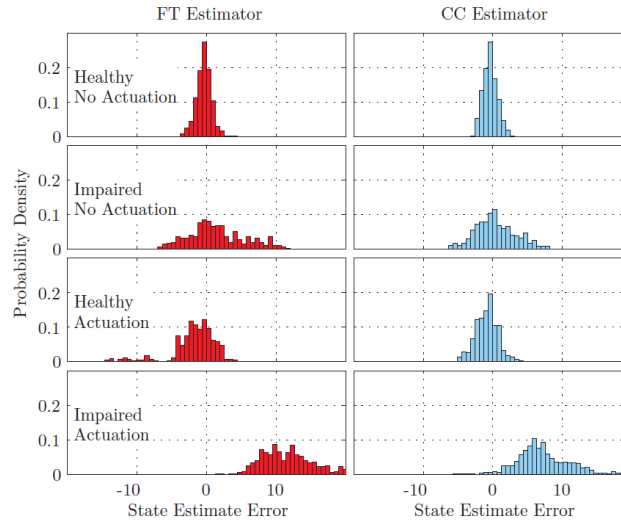 FT Estimator
CC Estimator
0.2
0.1
0
Healthy
No Actuation
0.2
0.1
0
Impaired
No Actuation
0.2
0.1
0
Healthy
Actuation
0.2
0.1
0
Impaired
Actuation
Probability Density
-10
0
10
-10
0
10
State Estimate Error
State Estimate Error